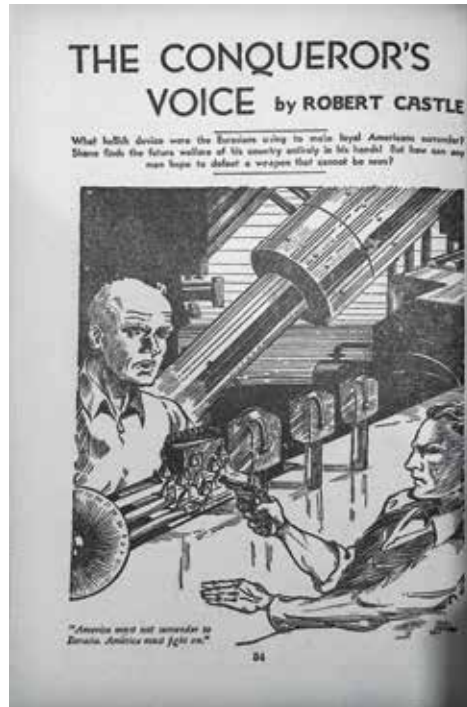 THE CONQUEROR'S
VOICE by ROBERT CASTLE
What hellish device were the Eurasians using to make loyal Americans surrender?
Shane finds the future welfare of his country entirely in his hands! But how can any
man hope to defeat a weapon that cannot be seen?
"America must not surrender to
Eurasia. America must fight on."
84